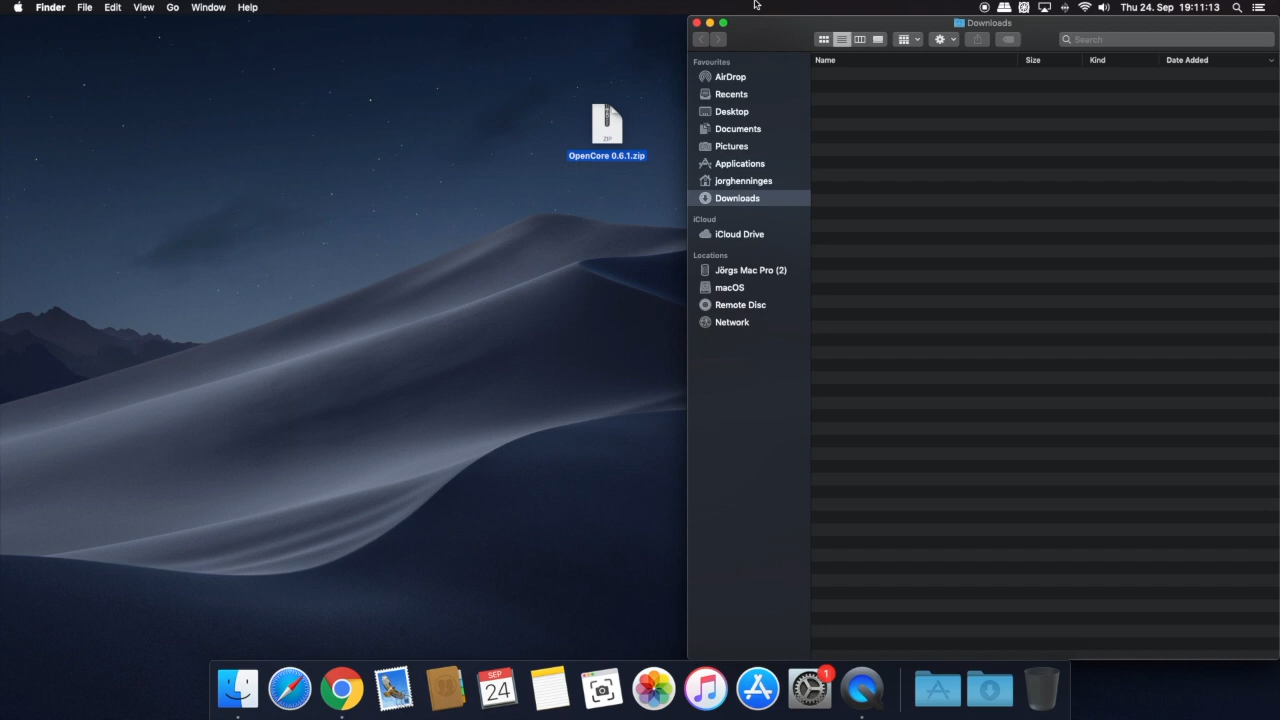 Finder File Edit View Go Window Help
Thu 24. Sep 19:11:13
Downloads
Search
Favourites
AirDrop
Recents
Desktop
Documents
Pictures
Applications
jorghenninges
Downloads
iCloud
iCloud Drive
Locations
Jörgs Mac Pro (2)
macOS
Remote Disc
Network
Name Size Kind Date Added
ZIP
OpenCore 0.6.1.zip
SEP
24
1